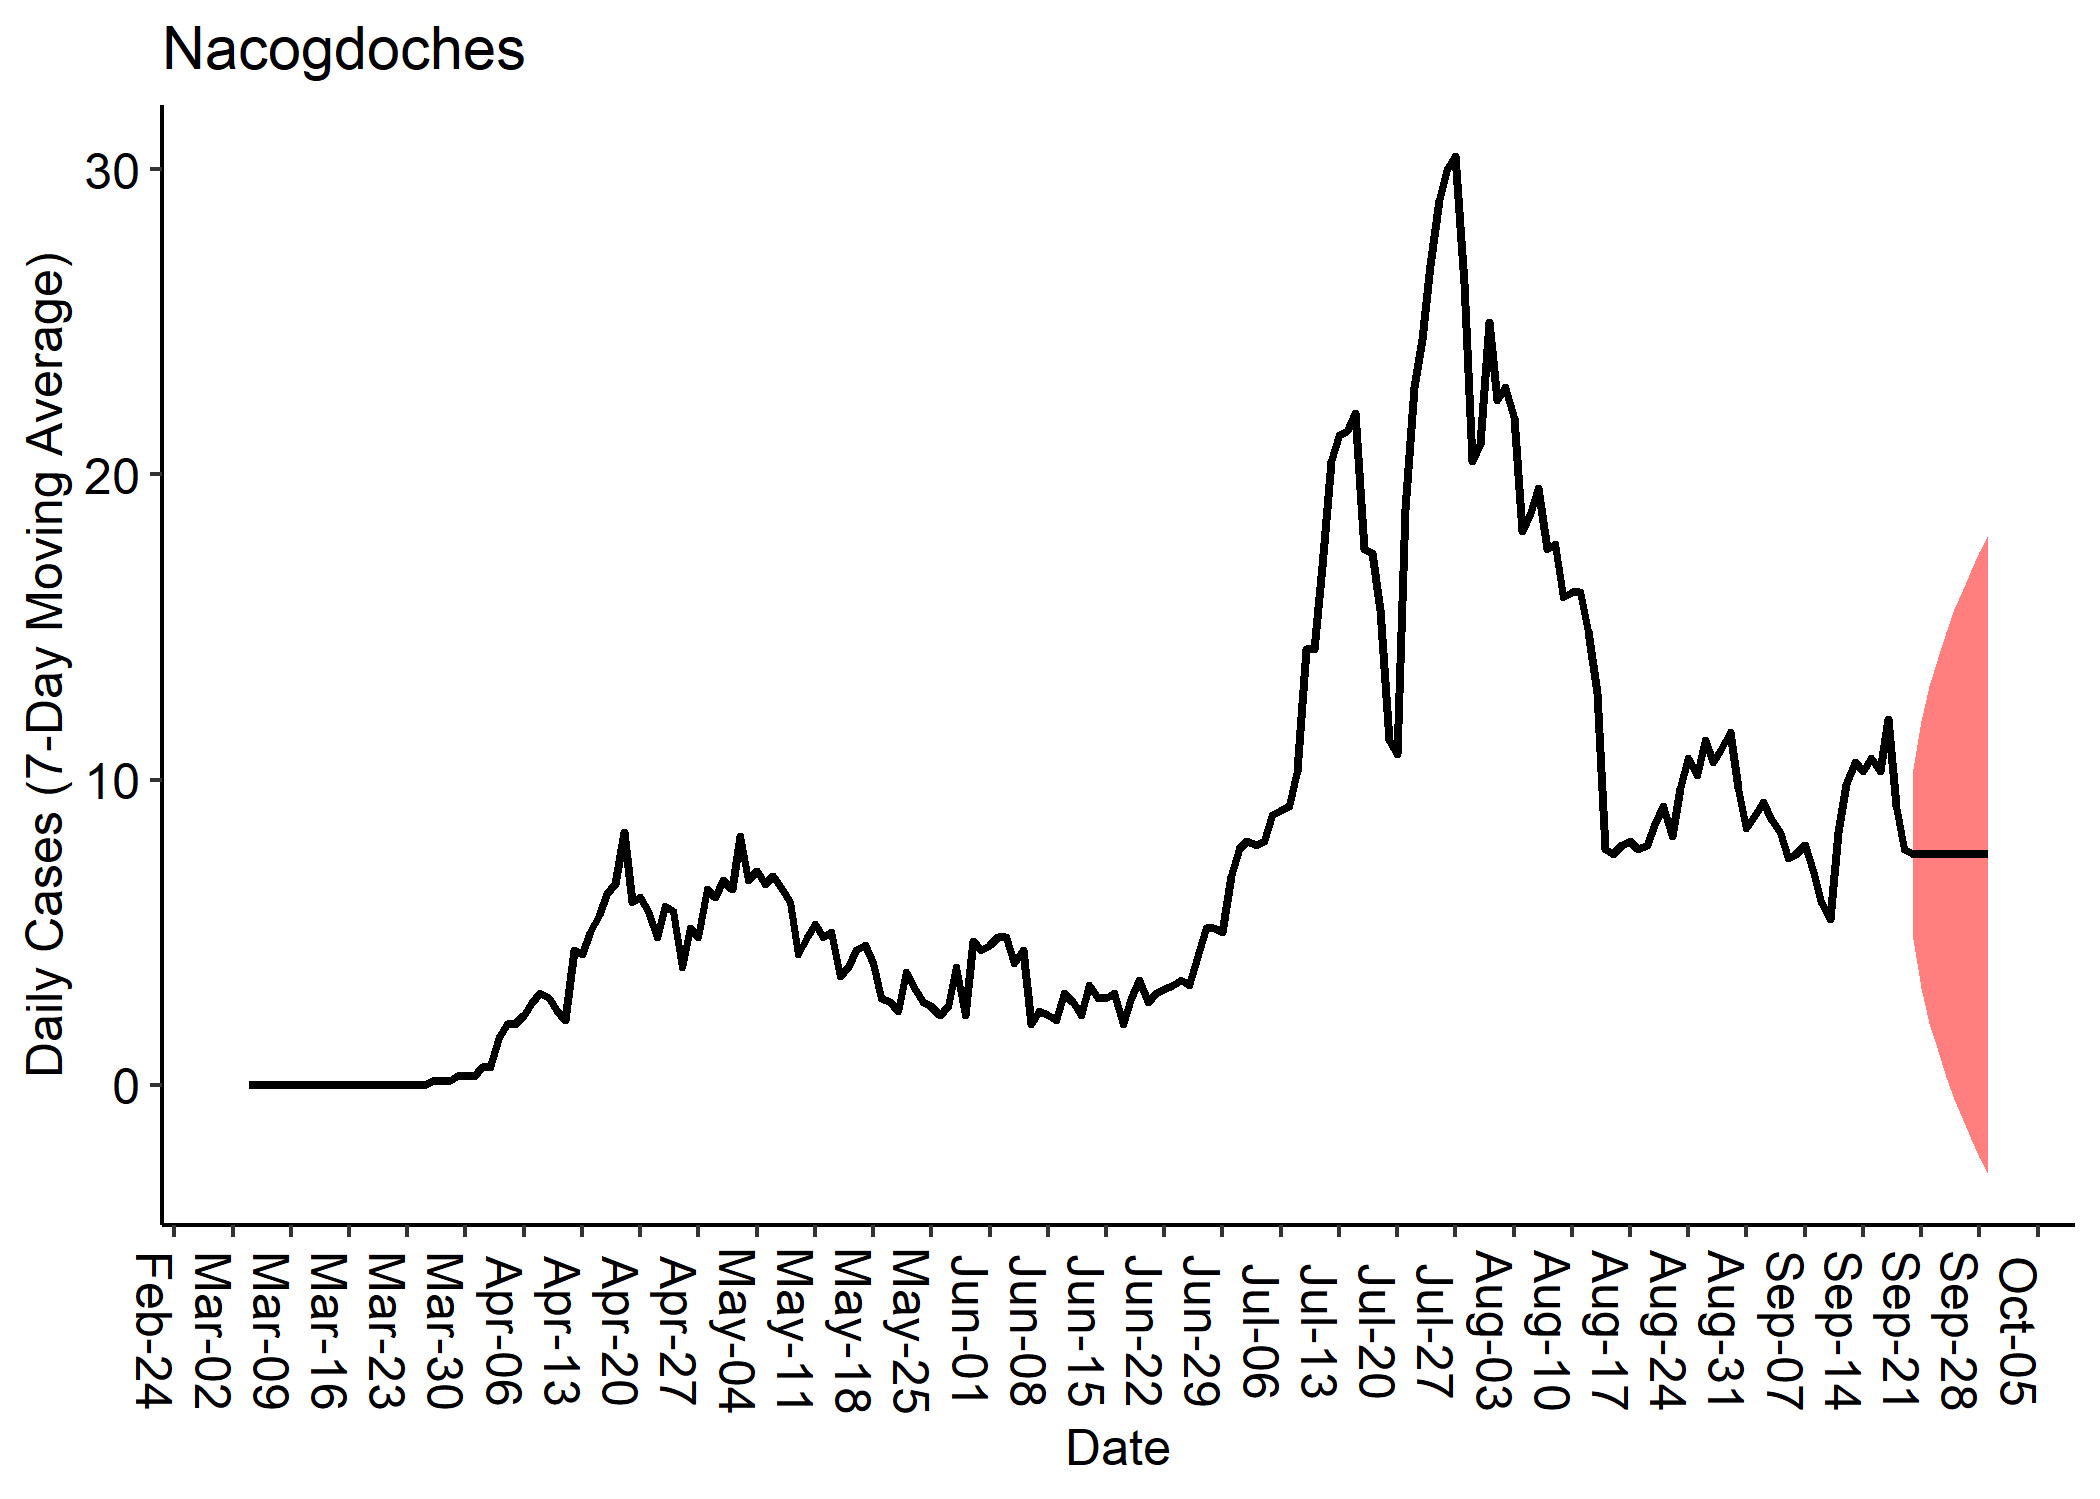 Nacogdoches
Daily Cases (7-Day Moving Average)
30
20
10
0
Feb-24
Mar-02
Mar-09
Mar-16
Mar-23
Mar-30
Apr-06
Apr-13
Apr-20
Apr-27
May-04
May-11
May-18
May-25
Jun-01
Jun-08
Jun-15
Jun-22
Jun-29
Jul-06
Jul-13
Jul-20
Jul-27
Aug-03
Aug-10
Aug-17
Aug-24
Aug-31
Sep-07
Sep-14
Sep-21
Sep-28
Oct-05
Date